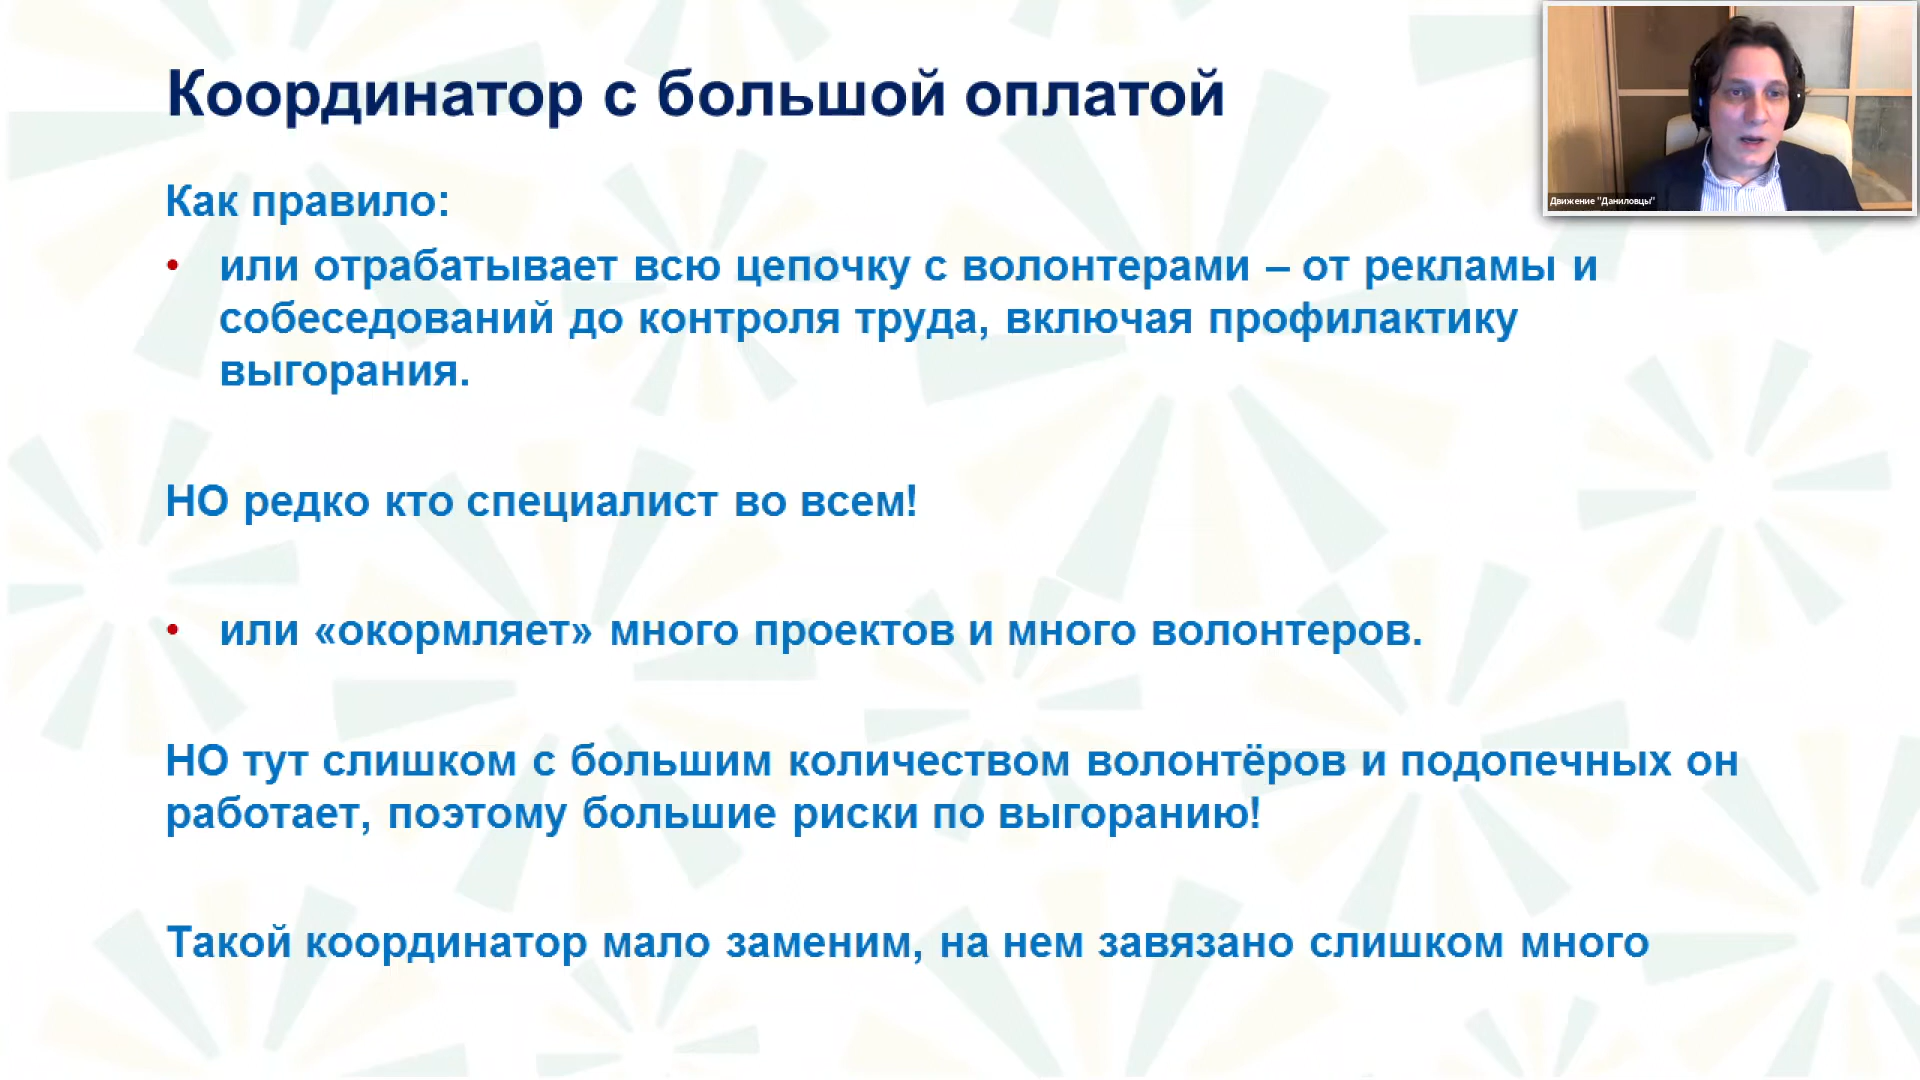 Координатор с большой оплатой
Движение "Даниловцы"
Как правило:
• или отрабатывает всю цепочку с волонтерами – от рекламы и
собеседований до контроля труда, включая профилактику
выгорания.
НО редко кто специалист во всем!
• или «окормляет» много проектов и много волонтеров.
НО тут слишком с большим количеством волонтёров и подопечных он
работает, поэтому большие риски по выгоранию!
Такой координатор мало заменим, на нем завязано слишком много